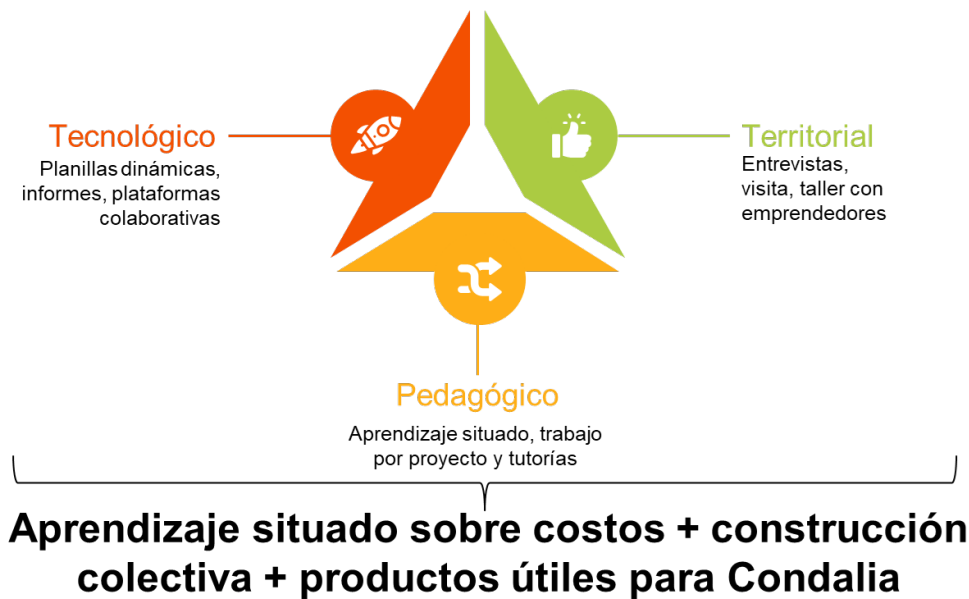 Tecnológico
Planillas dinámicas,
informes, plataformas
colaborativas
Territorial
Entrevistas,
visita, taller con
emprendedores
Pedagógico
Aprendizaje situado, trabajo
por proyecto y tutorías
Aprendizaje situado sobre costos + construcción
colectiva + productos útiles para Condalia